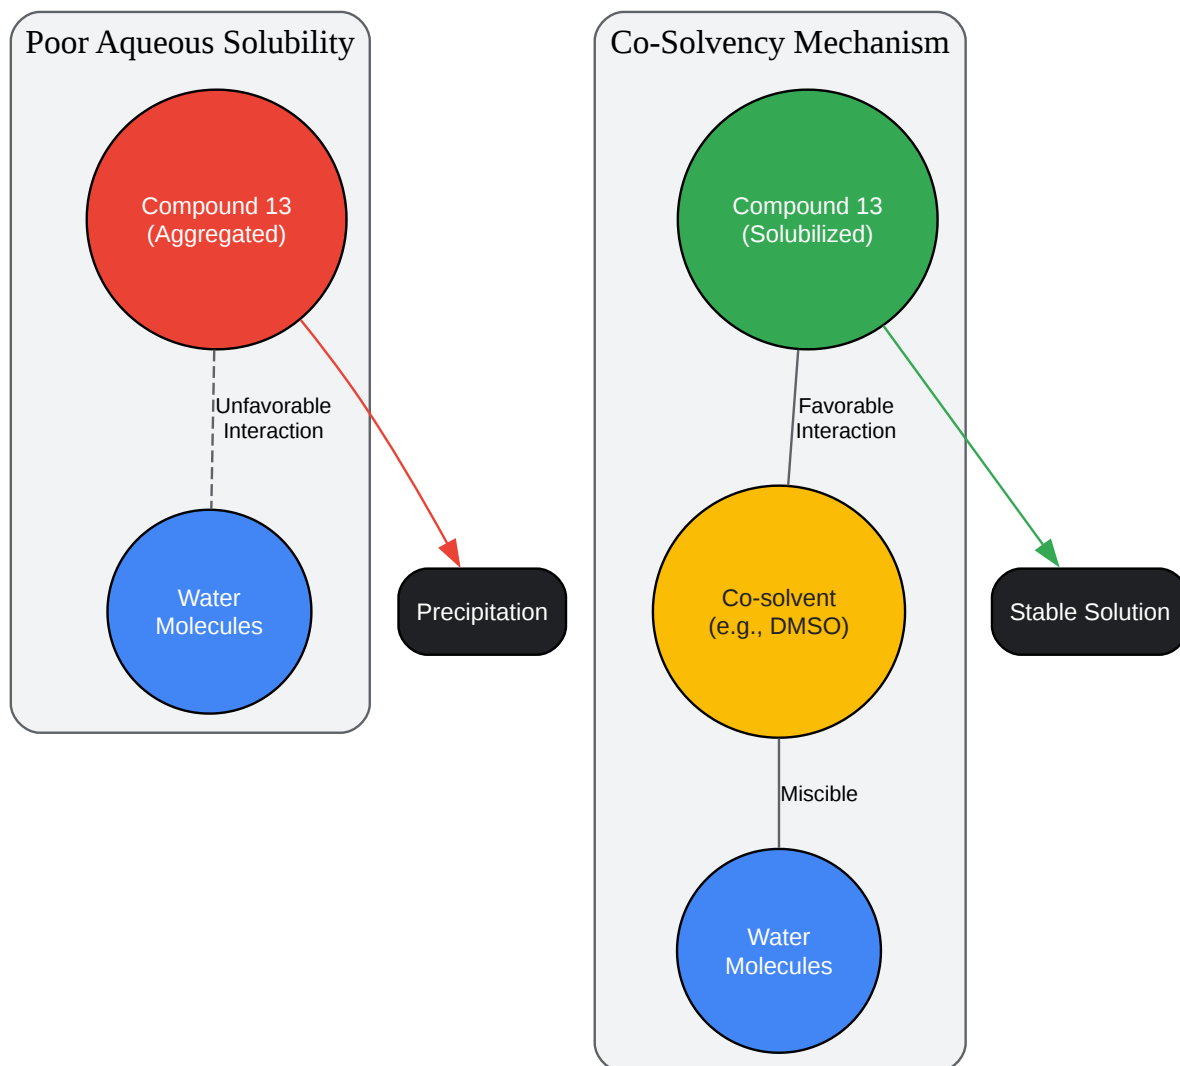 Poor Aqueous Solubility
Compound 13
(Aggregated)
Unfavorable
Interaction
Water
Molecules
Precipitation
Co-Solvency Mechanism
Compound 13
(Solubilized)
Favorable
Interaction
Co-solvent
(e.g., DMSO)
Stable Solution
Miscible
Water
Molecules